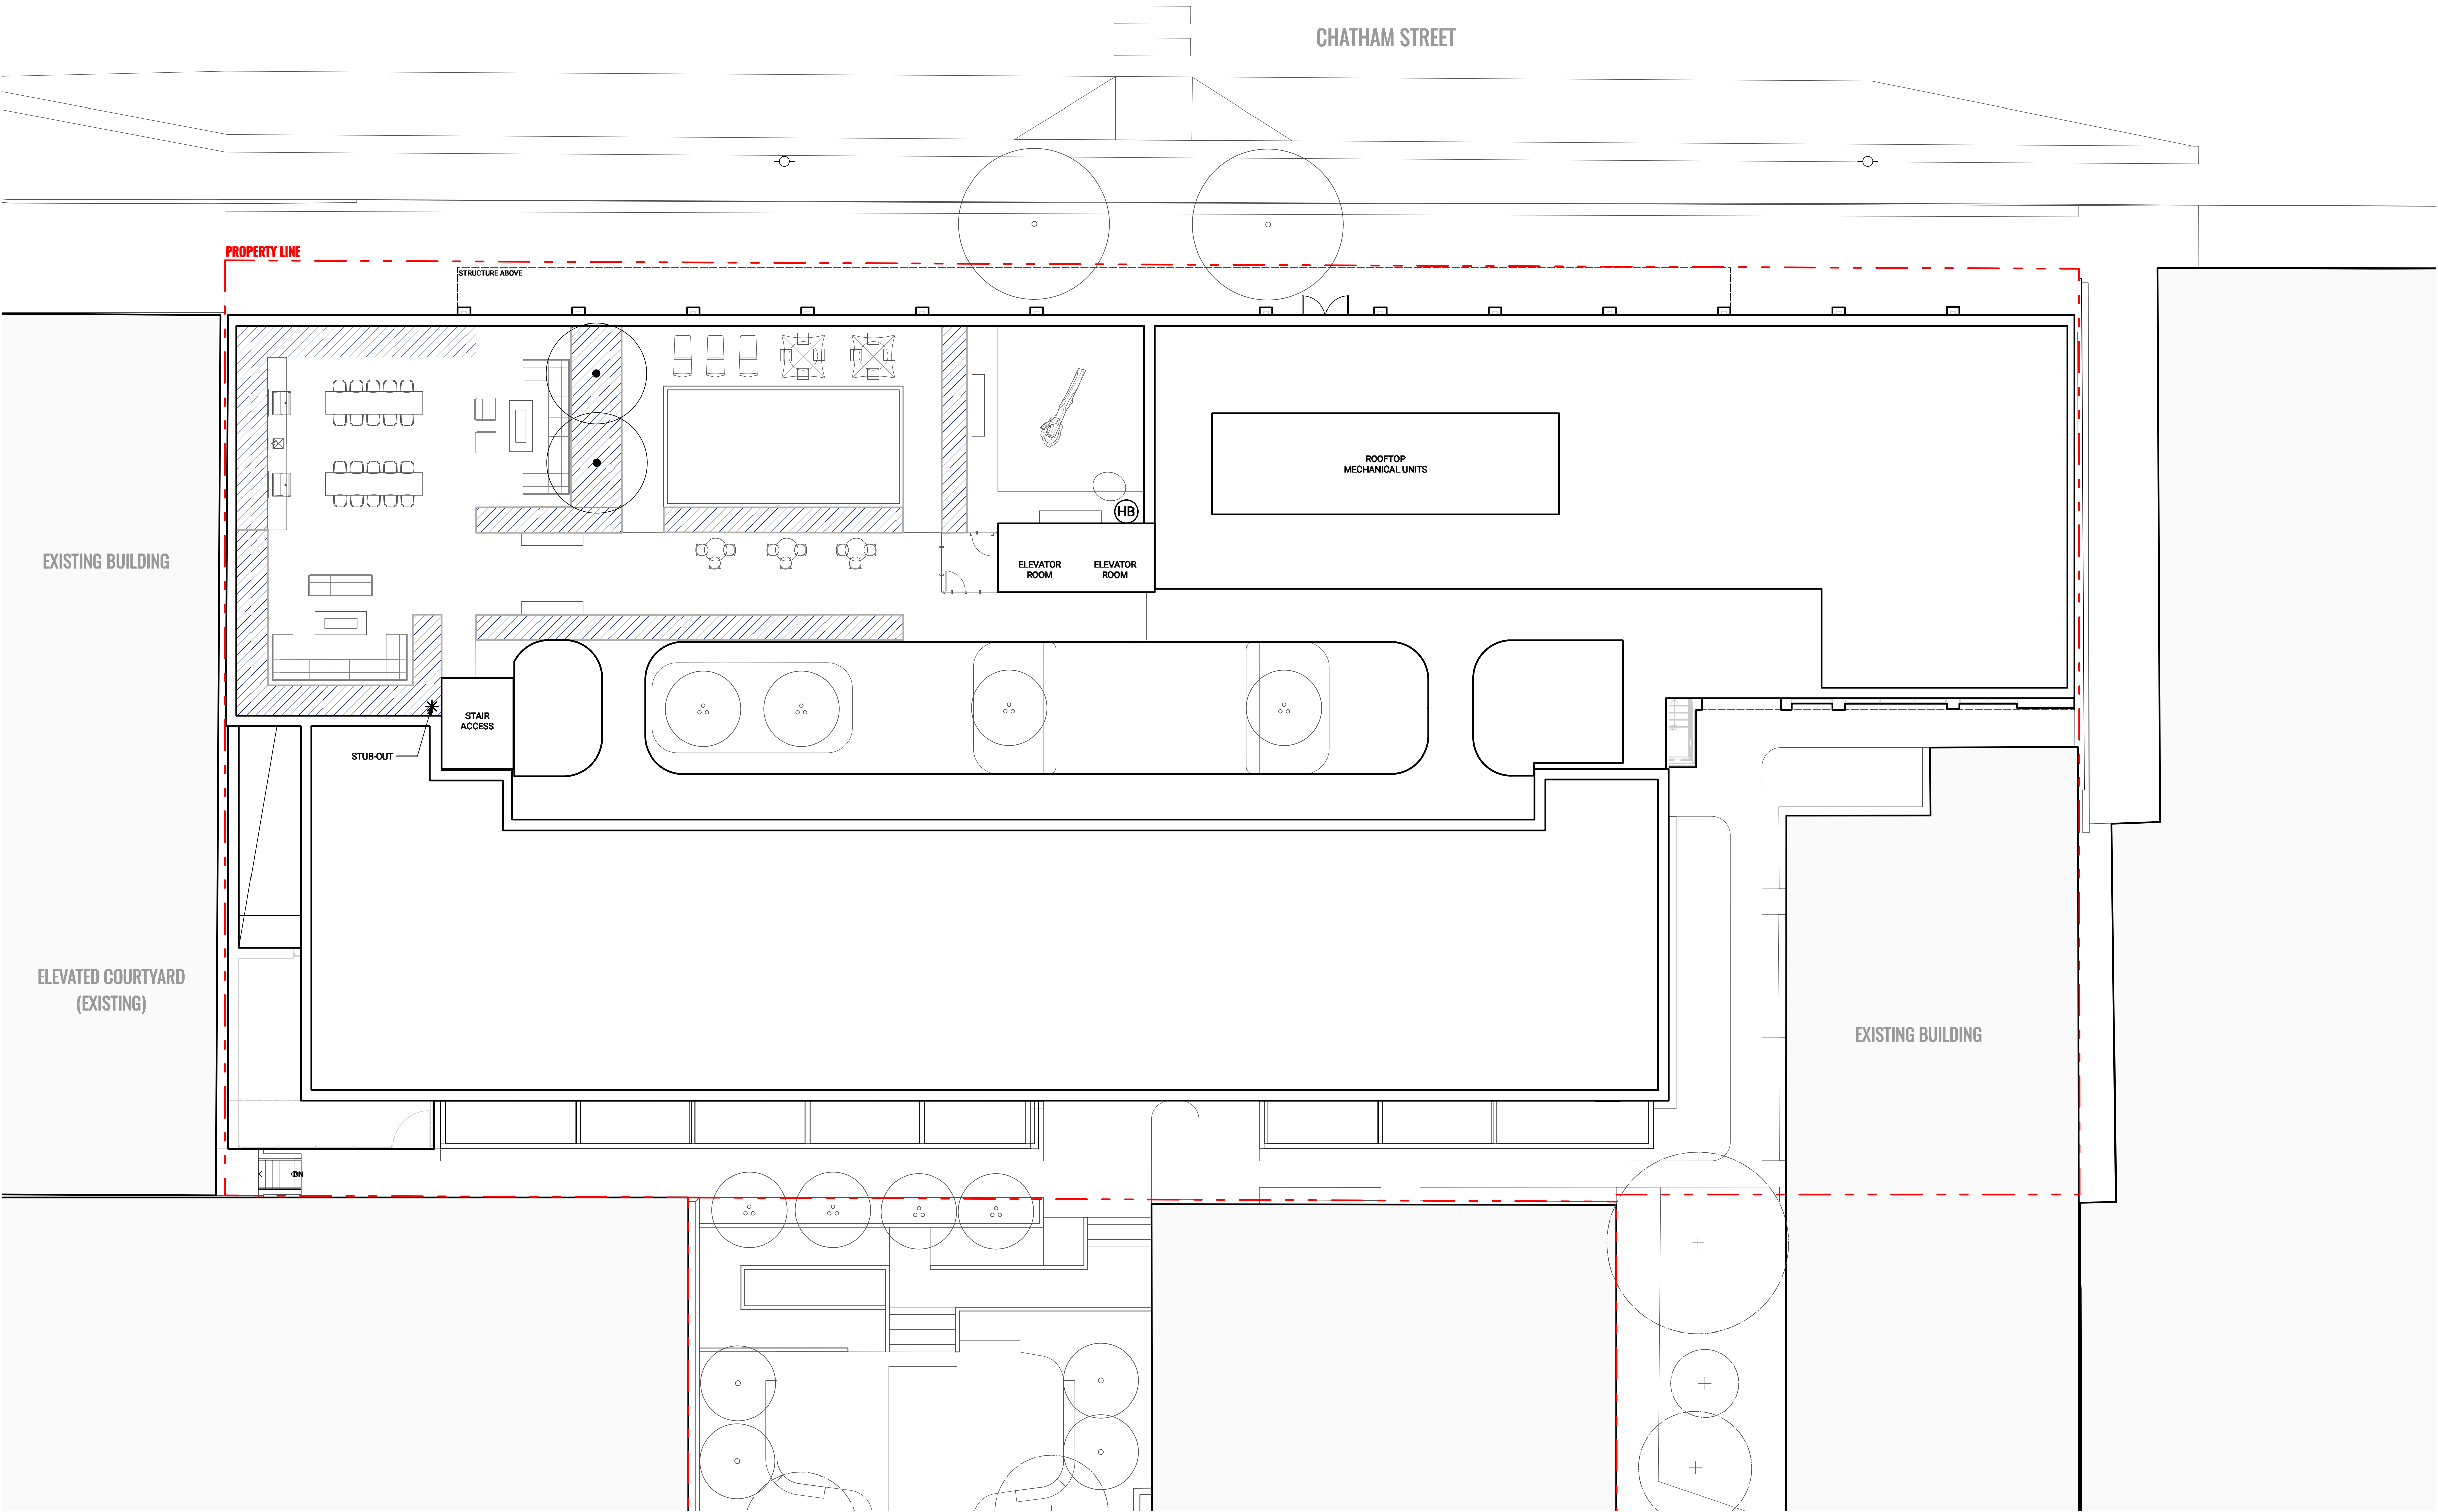 CHATHAM STREET
PROPERTY LINE
STRUCTURE ABOVE
ROOFTOP
MECHANICAL UNITS
HB
EXISTING BUILDING
ELEVATOR
ROOM
ELEVATOR
ROOM
STAIR
ACCESS
STUB-OUT
ELEVATED COURTYARD
(EXISTING)
EXISTING BUILDING
DN